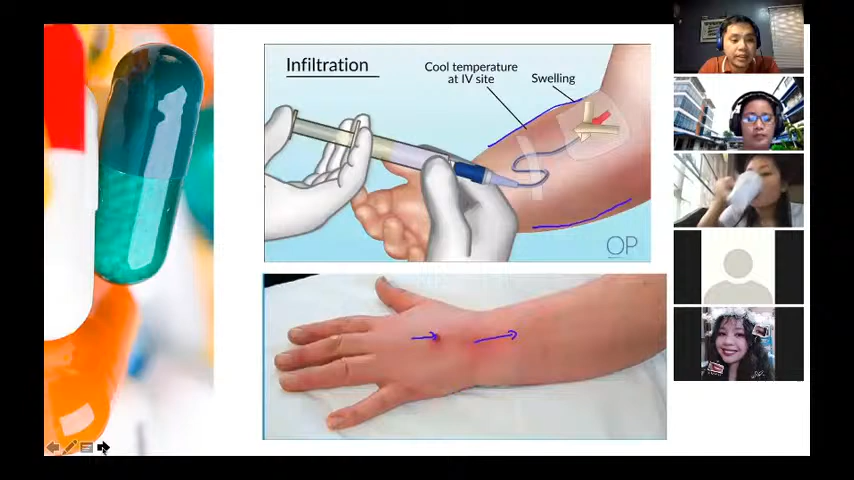 Infiltration
Cool temperature
at IV site
Swelling
OP